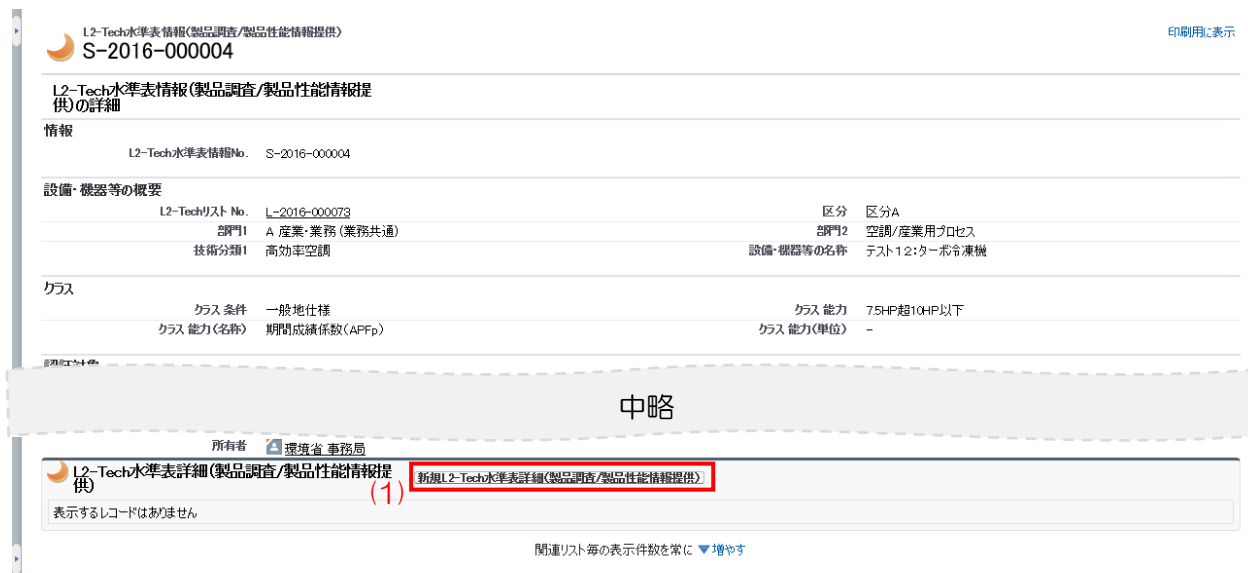 L2-Tech水準表情報(製品調査/製品性能情報提供)
S-2016-000004
印刷用に表示
L2-Tech水準表情報(製品調査/製品性能情報提
供)の詳細
情報
L2-Tech水準表情報No. S-2016-000004
設備・機器等の概要
L2-Techリスト No. L-2016-000073 区分 区分A
部門1 A 産業・業務(業務共通) 部門2 空調/産業用プロセス
技術分類1 高効率空調 設備・機器等の名称 テスト12:ターボ冷凍機
クラス
クラス 条件 一般地仕様 クラス 能力 7.5HP超10HP以下
クラス 能力(名称) 期間成績係数(APFp) クラス 能力(単位) -
認証対象
中略
所有者 環境省 事務局
L2-Tech水準表詳細(製品調査/製品性能情報提
供)
新規L2-Tech水準表詳細(製品調査/製品性能情報提供)
(1)
表示するレコードはありません
関連リスト毎の表示件数を常に ▼増やす